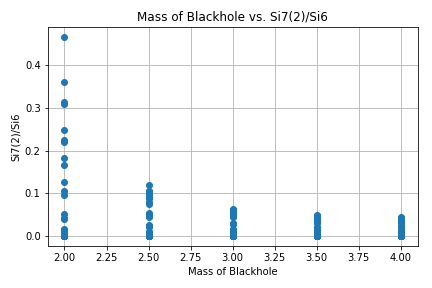 Mass of Blackhole vs. Si7(2)/Si6
Si7(2)/Si6
0.4
0.3
0.2
0.1
0.0
2.00 2.25 2.50 2.75 3.00 3.25 3.50 3.75 4.00
Mass of Blackhole